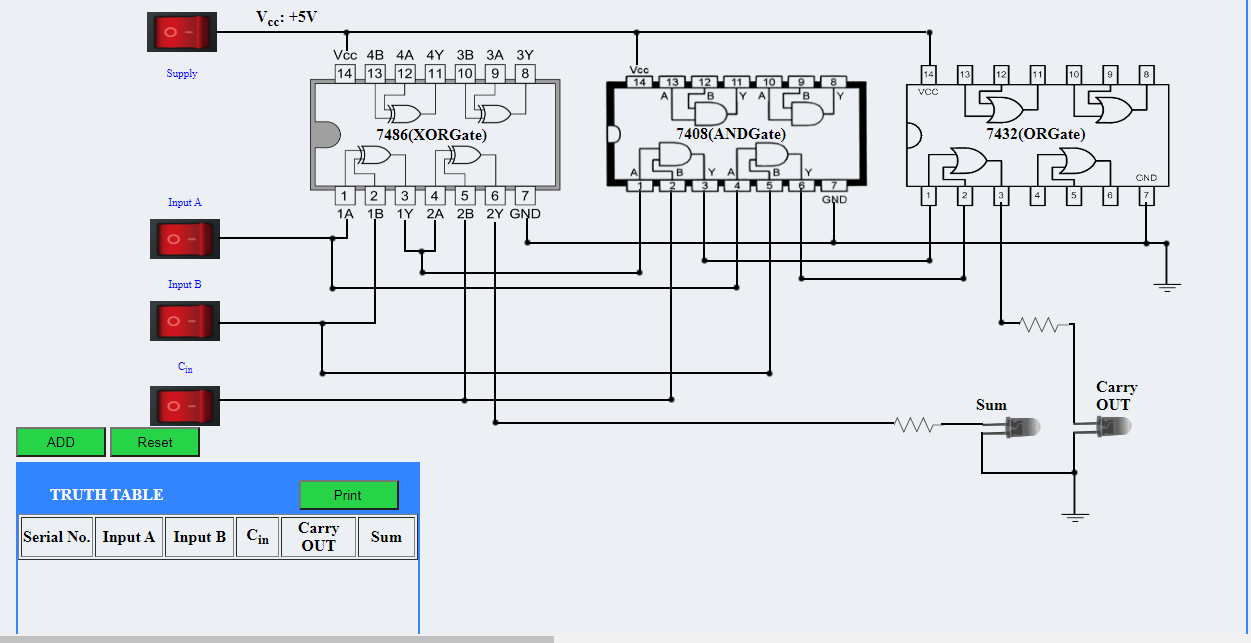 V_cc: +5V
Supply
Vcc 4B 4A 4Y 3B 3A 3Y
14 13 12 11 10 9 8
7486(XORGate)
1 2 3 4 5 6 7
1A 1B 1Y 2A 2B 2Y GND
Vcc
14 13 12 11 10 9 8
A B Y A B Y
7408(ANDGate)
A B Y A B Y
1 2 3 4 5 6 7
GND
14 13 12 11 10 9 8
VCC
7432(ORGate)
GND
1 2 3 4 5 6 7
Input A
Input B
C_in
Sum
Carry
OUT
ADD Reset
TRUTH TABLE Print
Serial No. Input A Input B C_in Carry OUT Sum